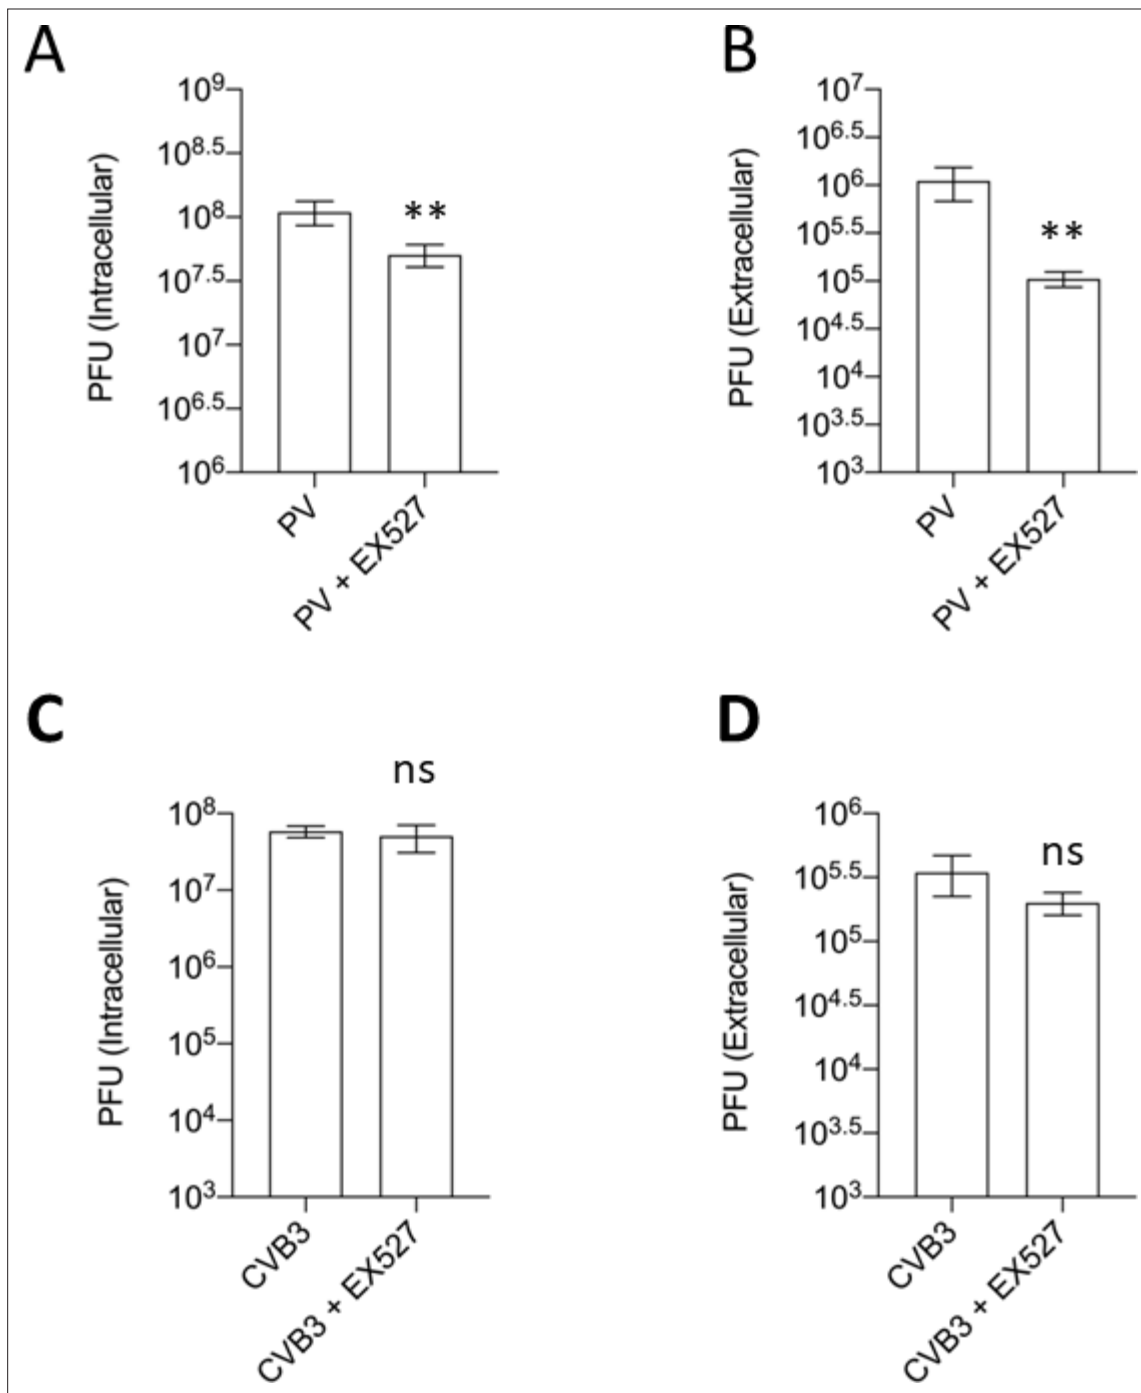 A
PFU (Intracellular)
10^9
10^8.5
10^8
10^7.5
10^7
10^6.5
10^6
**
PV
PV + EX527
B
PFU (Extracellular)
10^7
10^6.5
10^6
10^5.5
10^5
10^4.5
10^4
10^3.5
10^3
**
PV
PV + EX527
C
PFU (Intracellular)
10^8
10^7
10^6
10^5
10^4
10^3
ns
CVB3
CVB3 + EX527
D
PFU (Extracellular)
10^6
10^5.5
10^5
10^4.5
10^4
10^3.5
10^3
ns
CVB3
CVB3 + EX527